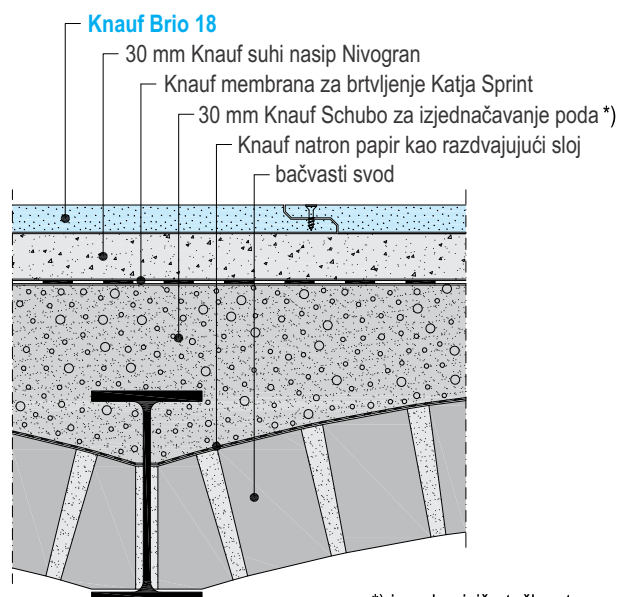 Knauf Brio 18
30 mm Knauf suhi nasip Nivogran
Knauf membrana za brtvljenje Katja Sprint
30 mm Knauf Schubo za izjednačavanje poda *)
Knauf natron papir kao razdvajujući sloj
bačvasti svod